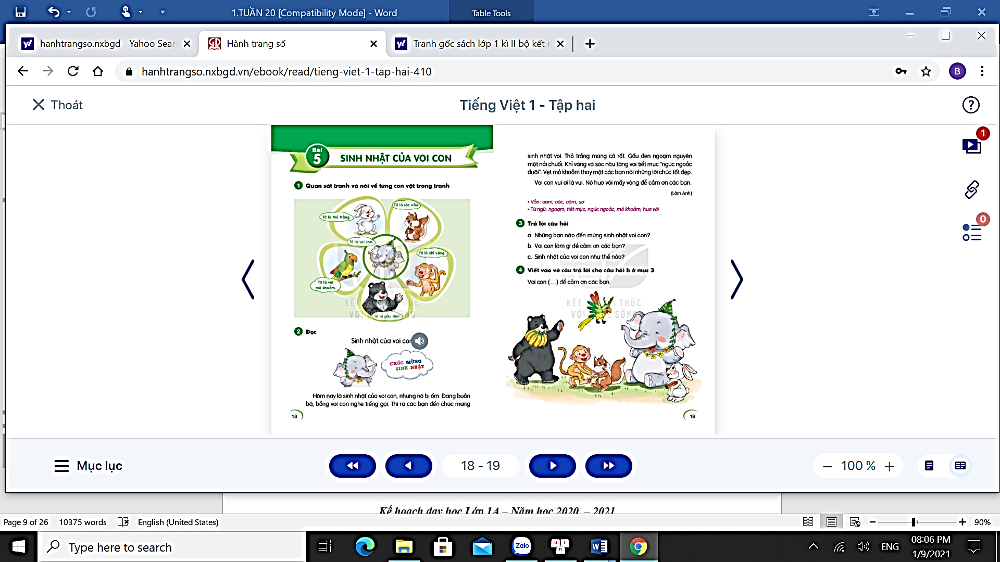 1.TUẦN 20 [Compatibility Mode] - Word
Table Tools
hanhtrangso.nxbgd - Yahoo Sear
Hành trang số
Tranh gốc sách lớp 1 kì II bộ kết r
hanhtrangso.nxbgd.vn/ebook/read/tieng-viet-1-tap-hai-410
B
Thoát
Tiếng Việt 1 - Tập hai
1
0
Bài
5
SINH NHẬT CỦA VOI CON
1 Quan sát tranh và nói về từng con vật trong tranh
Tớ là thỏ trắng.
Tớ là sóc nâu.
Tớ là voi con.
Tớ là khỉ vàng.
Tớ là vẹt
mỏ khoằm.
Tớ là gấu đen.
2 Đọc
Sinh nhật của voi con
CHÚC MỪNG
SINH NHẬT
Hôm nay là sinh nhật của voi con, nhưng nó bị ốm. Đang buồn
bã, bỗng voi con nghe tiếng gọi. Thì ra các bạn đến chúc mừng
18
sinh nhật voi. Thỏ trắng mang cà rốt. Gấu đen ngoạm nguyên
một nải chuối. Khỉ vàng và sóc nâu tặng voi tiết mục "ngúc ngoắc
đuôi". Vẹt mỏ khoằm thay mặt các bạn nói những lời chúc tốt đẹp.
Voi con vui ơi là vui. Nó huơ vòi mấy vòng để cảm ơn các bạn.
(Lâm Anh)
• Vần: oam, oăc, oăm, uơ
• Từ ngữ: ngoạm, tiết mục, ngúc ngoắc, mỏ khoằm, huơ vòi
3 Trả lời câu hỏi
a. Những bạn nào đến mừng sinh nhật voi con?
b. Voi con làm gì để cảm ơn các bạn?
c. Sinh nhật của voi con như thế nào?
4 Viết vào vở câu trả lời cho câu hỏi b ở mục 3
Voi con (...) để cảm ơn các bạn.
KẾT THỨC
VỚI SỐNG
19
Mục lục
18 - 19
100 %
Kế hoạch dạy học Lớp 1A – Năm học 2020 – 2021
Page 9 of 26
10375 words
English (United States)
90%
Type here to search
Zalo
u i n
ENG
08:06 PM
1/9/2021